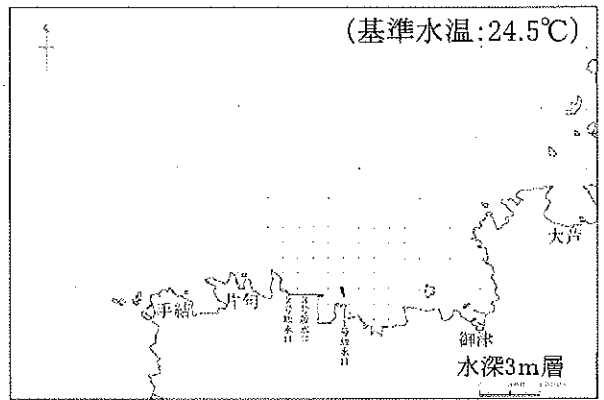 (基準水温:24.5℃)
大芦
片句
手結
御津
水深3m層